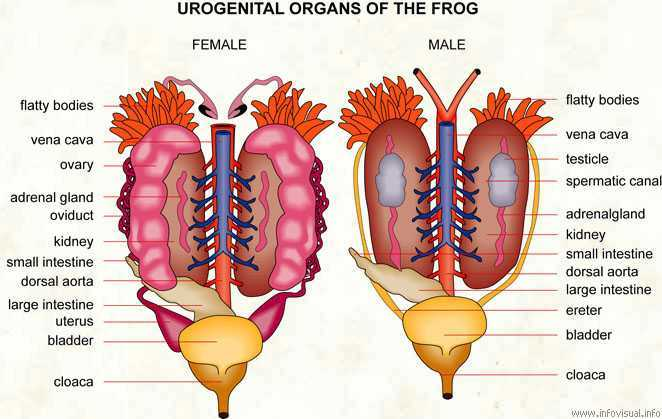 UROGENITAL ORGANS OF THE FROG
FEMALE
flatty bodies
vena cava
ovary
adrenal gland
oviduct
kidney
small intestine
dorsal aorta
large intestine
uterus
bladder
cloaca
MALE
flatty bodies
vena cava
testicle
spermatic canal
adrenalgland
kidney
small intestine
dorsal aorta
large intestine
ereter
bladder
cloaca
© www.infovisual.info